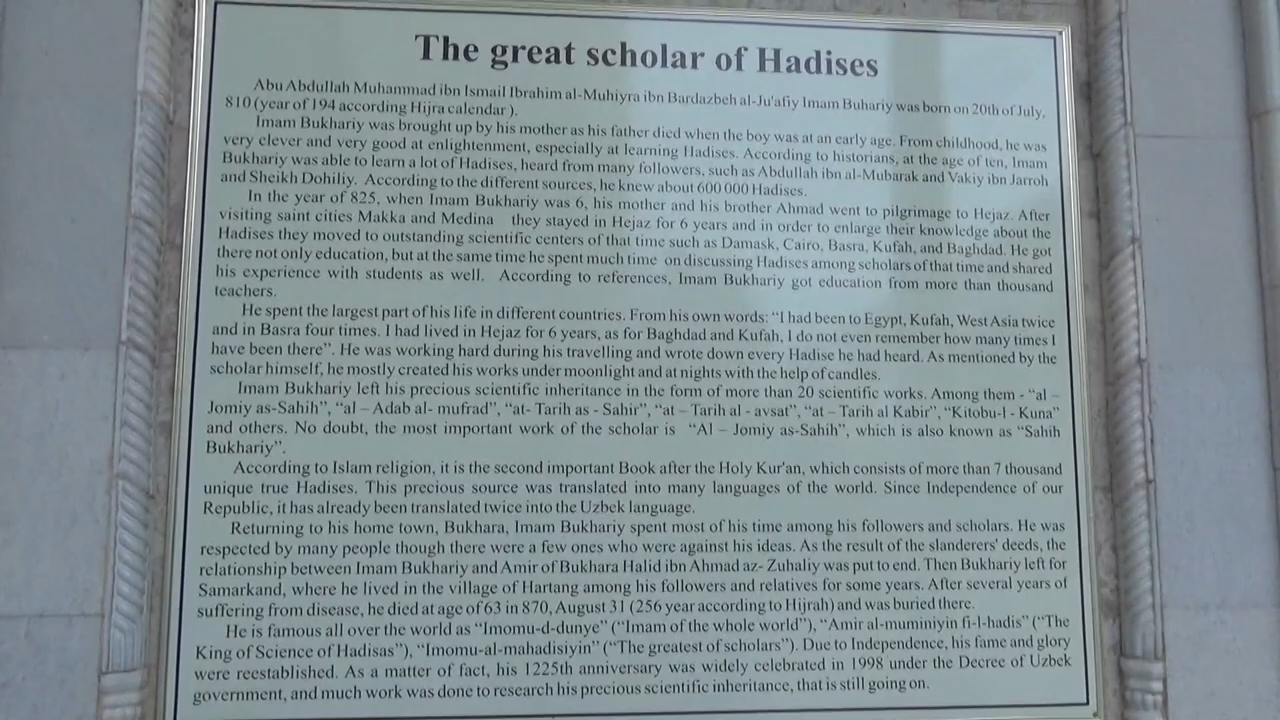 The great scholar of Hadises
Abu Abdullah Muhammad ibn Ismail Ibrahim al-Muhiyra ibn Bardazbeh al-Ju'afiy Imam Buhariy was born on 20th of July,
810 (year of 194 according Hijra calendar ).
Imam Bukhariy was brought up by his mother as his father died when the boy was at an early age. From childhood, he was
very clever and very good at enlightenment, especially at learning Hadises. According to historians, at the age of ten, Imam
Bukhariy was able to learn a lot of Hadises, heard from many followers, such as Abdullah ibn al-Mubarak and Vakiy ibn Jarroh
and Sheikh Dohiliy. According to the different sources, he knew about 600 000 Hadises.
In the year of 825, when Imam Bukhariy was 6, his mother and his brother Ahmad went to pilgrimage to Hejaz. After
visiting saint cities Makka and Medina they stayed in Hejaz for 6 years and in order to enlarge their knowledge about the
Hadises they moved to outstanding scientific centers of that time such as Damask, Cairo, Basra, Kufah, and Baghdad. He got
there not only education, but at the same time he spent much time on discussing Hadises among scholars of that time and shared
his experience with students as well. According to references, Imam Bukhariy got education from more than thousand
teachers.
He spent the largest part of his life in different countries. From his own words: “I had been to Egypt, Kufah, West Asia twice
and in Basra four times. I had lived in Hejaz for 6 years, as for Baghdad and Kufah, I do not even remember how many times I
have been there”. He was working hard during his travelling and wrote down every Hadise he had heard. As mentioned by the
scholar himself, he mostly created his works under moonlight and at nights with the help of candles.
Imam Bukhariy left his precious scientific inheritance in the form of more than 20 scientific works. Among them - “al –
Jomiy as-Sahih”, “al – Adab al- mufrad”, “at- Tarih as - Sahir”, “at – Tarih al - avsat”, “at – Tarih al Kabir”, “Kitobu-l - Kuna”
and others. No doubt, the most important work of the scholar is “Al – Jomiy as-Sahih”, which is also known as “Sahih
Bukhariy”.
According to Islam religion, it is the second important Book after the Holy Kur'an, which consists of more than 7 thousand
unique true Hadises. This precious source was translated into many languages of the world. Since Independence of our
Republic, it has already been translated twice into the Uzbek language.
Returning to his home town, Bukhara, Imam Bukhariy spent most of his time among his followers and scholars. He was
respected by many people though there were a few ones who were against his ideas. As the result of the slanderers' deeds, the
relationship between Imam Bukhariy and Amir of Bukhara Halid ibn Ahmad az- Zuhaliy was put to end. Then Bukhariy left for
Samarkand, where he lived in the village of Hartang among his followers and relatives for some years. After several years of
suffering from disease, he died at age of 63 in 870, August 31 (256 year according to Hijrah) and was buried there.
He is famous all over the world as “Imomu-d-dunye” (“Imam of the whole world”), “Amir al-muminiyin fi-l-hadis” (“The
King of Science of Hadisas”), “Imomu-al-mahadisiyin” (“The greatest of scholars”). Due to Independence, his fame and glory
were reestablished. As a matter of fact, his 1225th anniversary was widely celebrated in 1998 under the Decree of Uzbek
government, and much work was done to research his precious scientific inheritance, that is still going on.